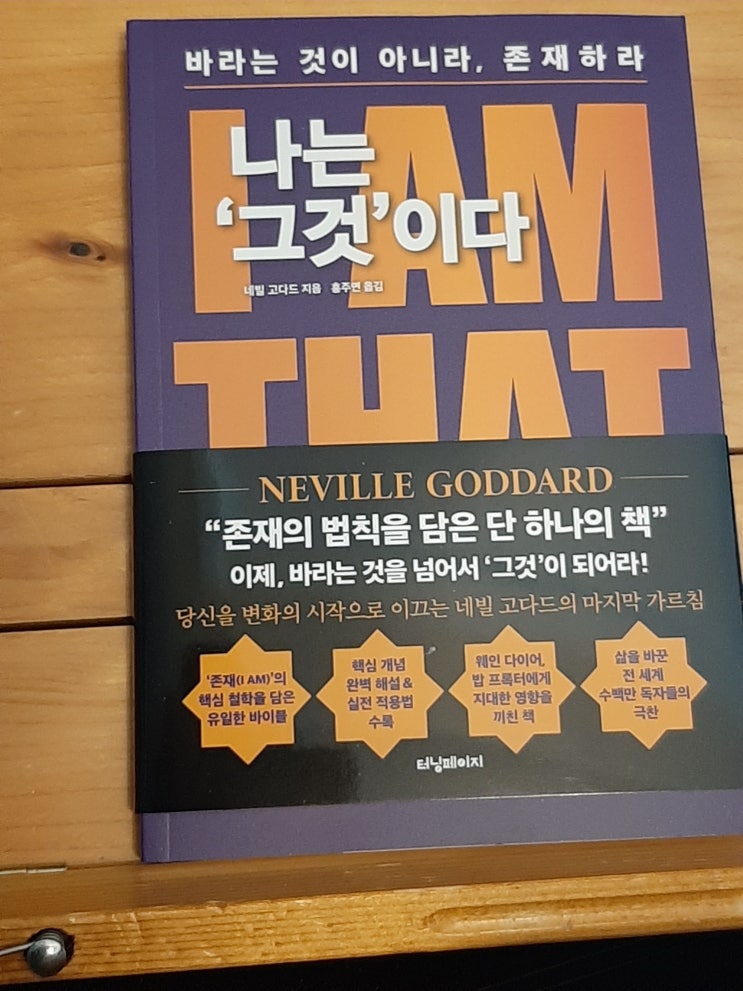 바라는 것이 아니라, 존재하라
I AM
나는
‘그것’이다
네빌 고다드 지음 홍주연 옮김
THAT
NEVILLE GODDARD
“존재의 법칙을 담은 단 하나의 책”
이제, 바라는 것을 넘어서 ‘그것’이 되어라!
당신을 변화의 시작으로 이끄는 네빌 고다드의 마지막 가르침
‘존재(I AM)’의
핵심 철학을 담은
유일한 바이블
핵심 개념
완벽 해설 &
실전 적용법
수록
웨인 다이어,
밥 프록터에게
지대한 영향을
끼친 책
삶을 바꾼
전 세계
수백만 독자들의
극찬
터닝페이지